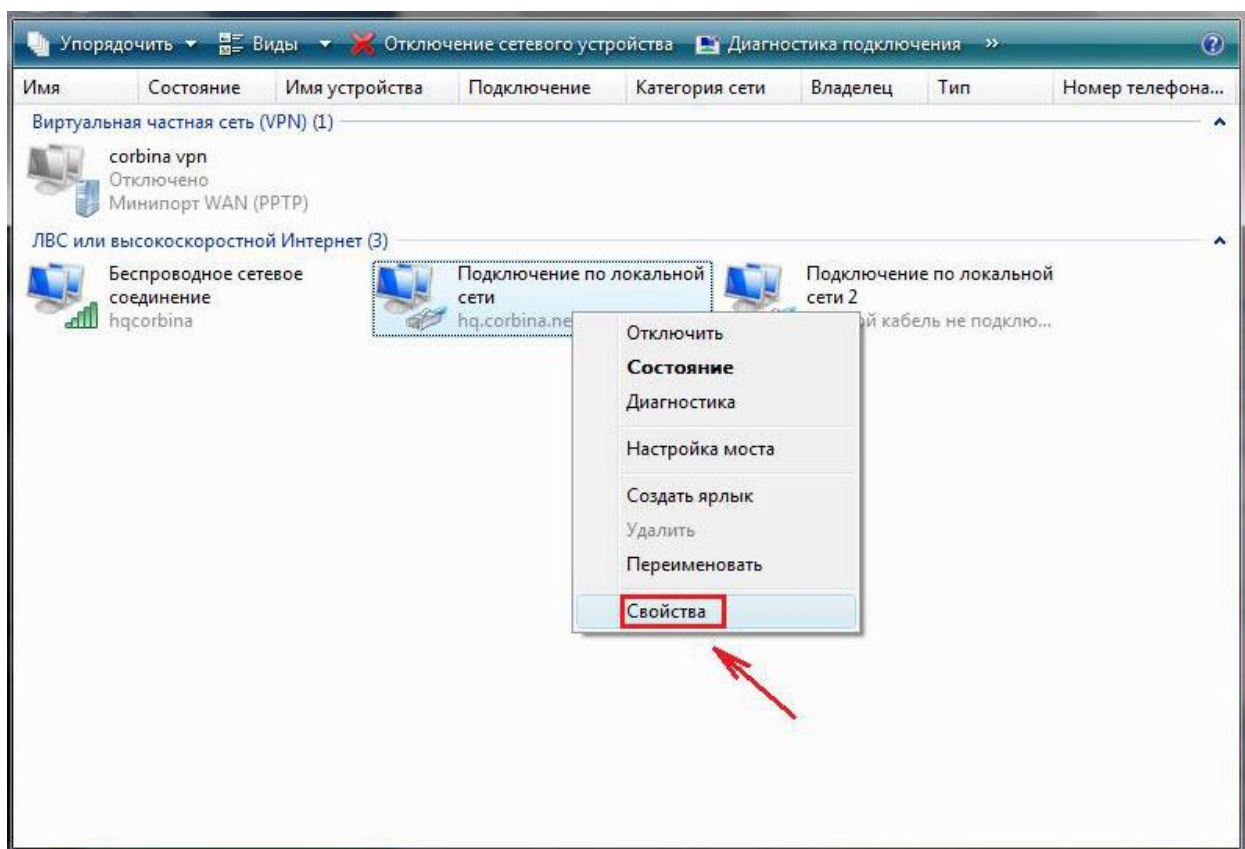 Упорядочить Виды Отключение сетевого устройства Диагностика подключения »
Имя Состояние Имя устройства Подключение Категория сети Владелец Тип Номер телефона...
Виртуальная частная сеть (VPN) (1)
corbina vpn
Отключено
Минипорт WAN (PPTP)
ЛВС или высокоскоростной Интернет (3)
Беспроводное сетевое
соединение
hqcorbina
Подключение по локальной
сети
hq.corbina.ne
Подключение по локальной
сети 2
кабель не подклю...
Отключить
Состояние
Диагностика
Настройка моста
Создать ярлык
Удалить
Переименовать
Свойства